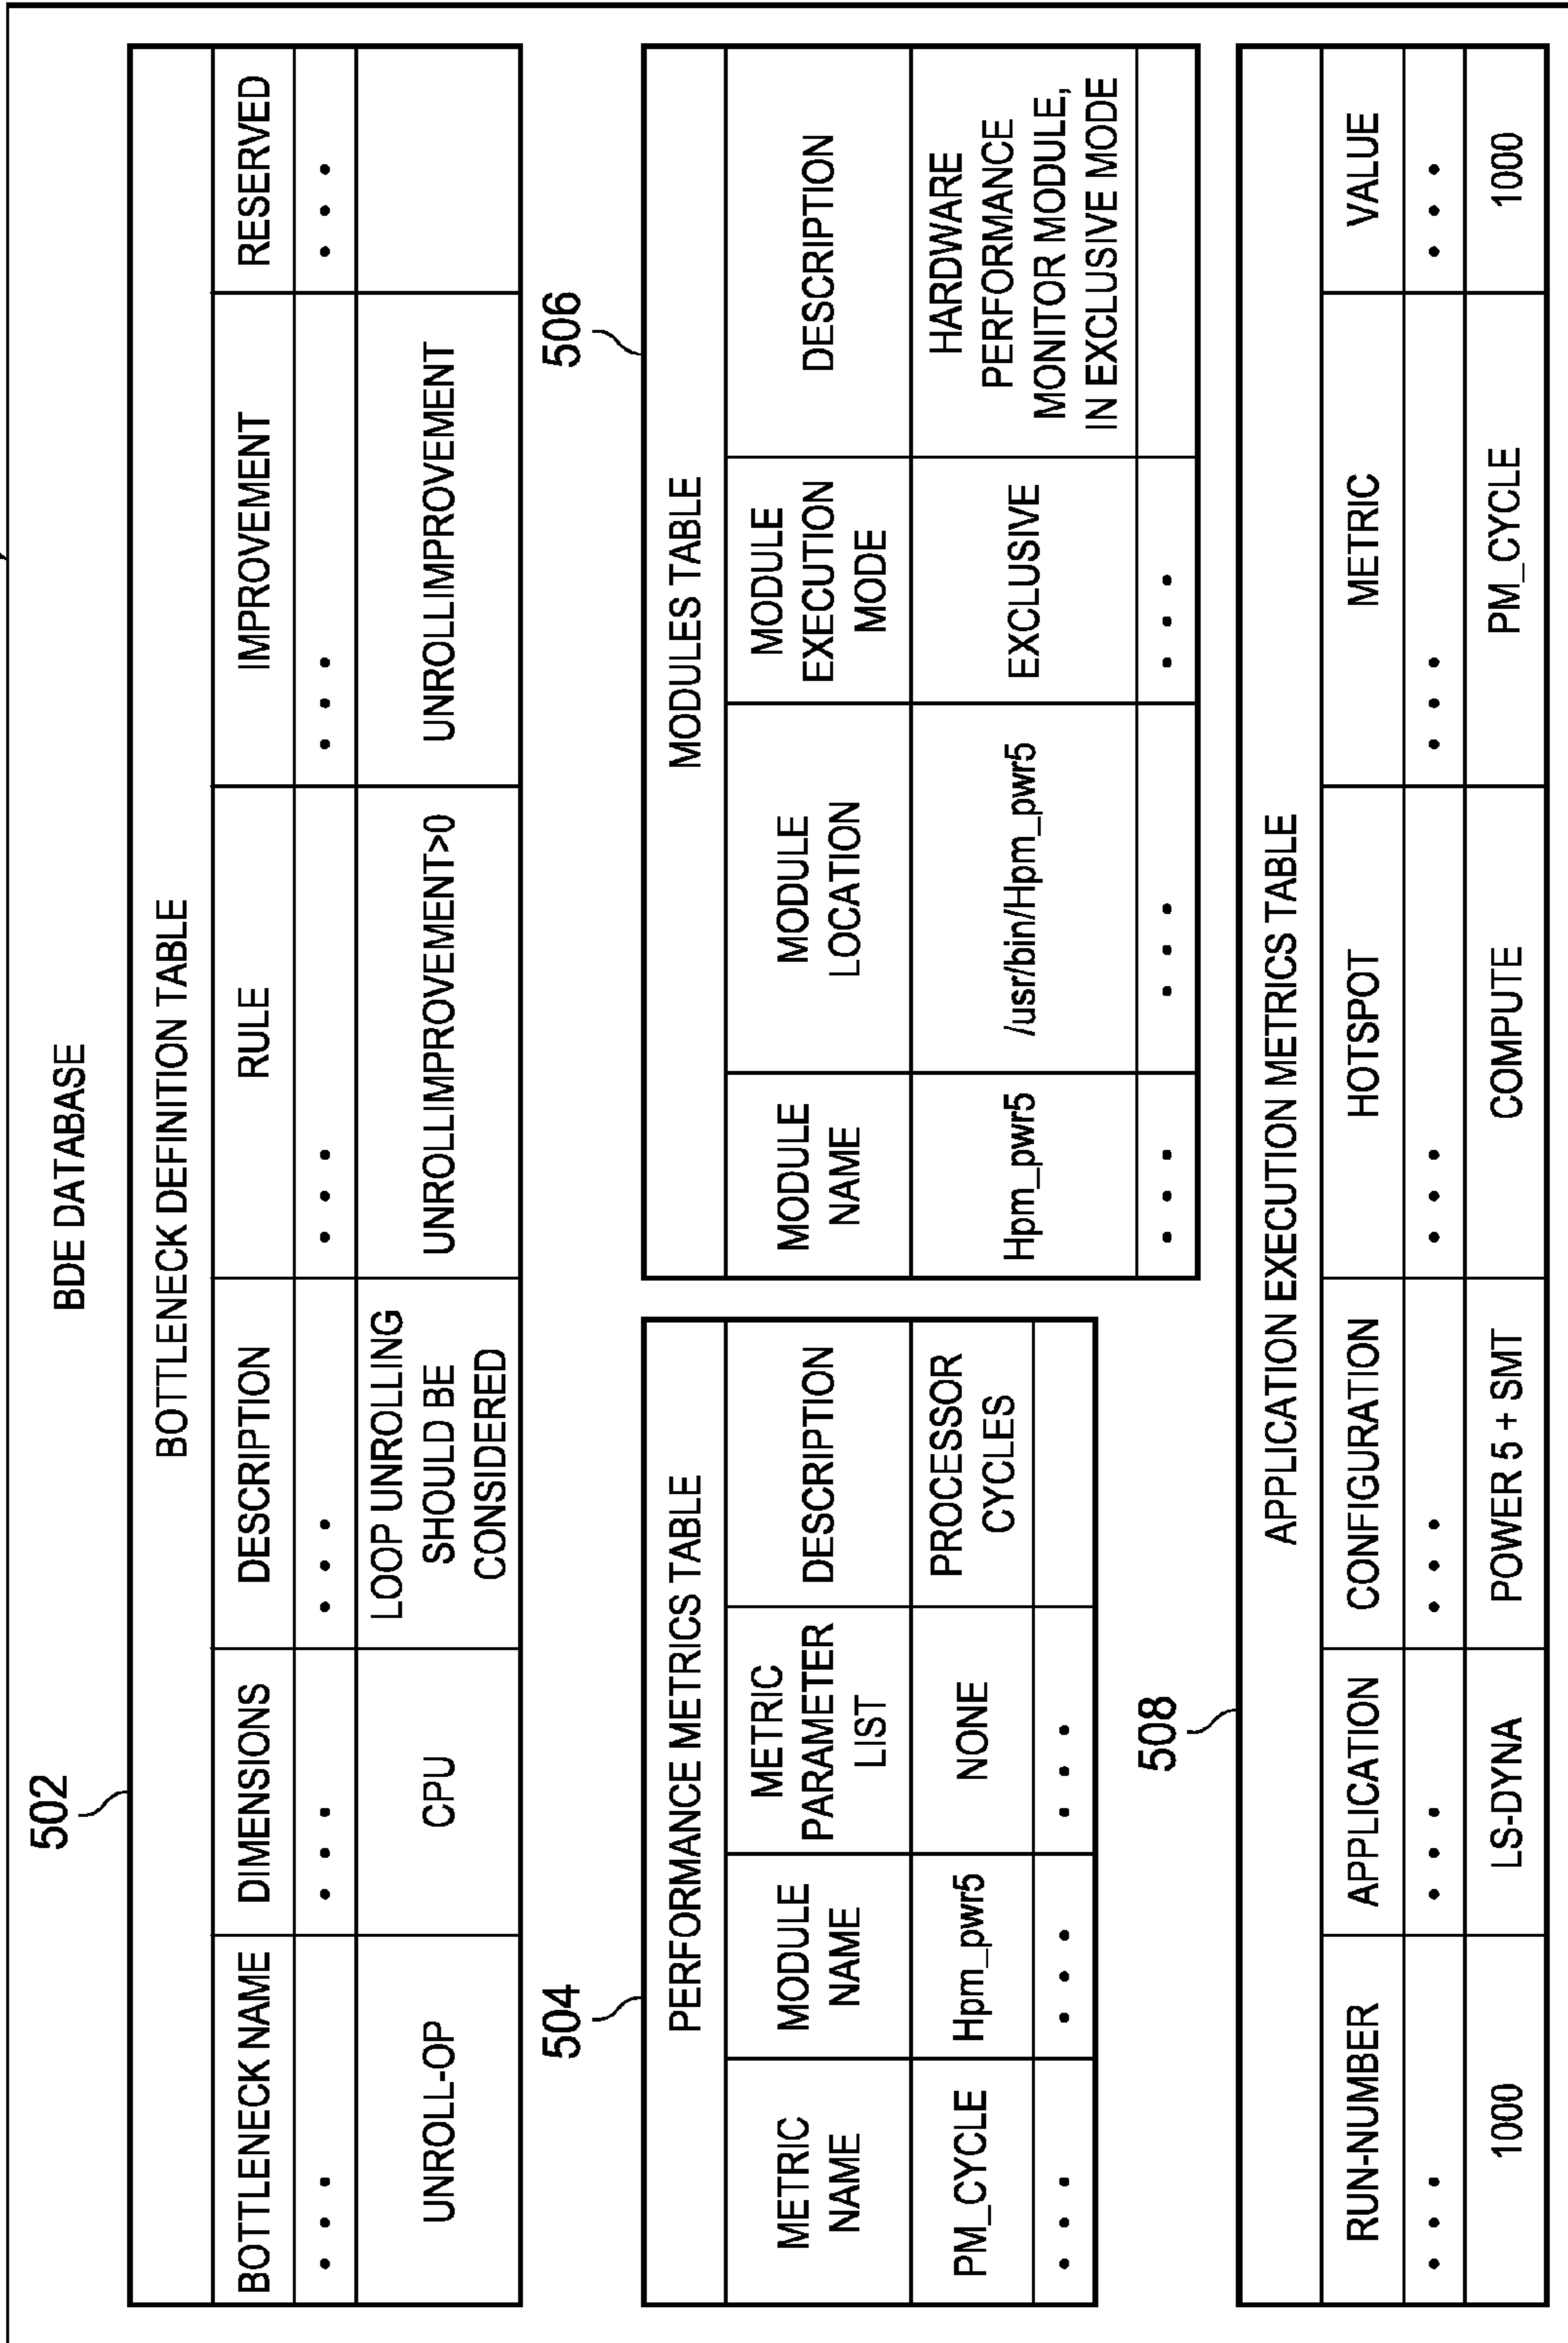 BDE DATABASE
502
BOTTLENECK DEFINITION TABLE
BOTTLENECK NAME DIMENSIONS DESCRIPTION RULE IMPROVEMENT RESERVED
• • • • • • • • • • • • • • • • • •
UNROLL-OP CPU LOOP UNROLLING SHOULD BE CONSIDERED UNROLLIMPROVEMENT>0 UNROLLIMPROVEMENT
504
PERFORMANCE METRICS TABLE
METRIC NAME MODULE NAME METRIC PARAMETER LIST DESCRIPTION
PM_CYCLE Hpm_pwr5 NONE PROCESSOR CYCLES
• • • • • • • • •
506
MODULES TABLE
MODULE NAME MODULE LOCATION MODULE EXECUTION MODE DESCRIPTION
Hpm_pwr5 /usr/bin/Hpm_pwr5 EXCLUSIVE HARDWARE PERFORMANCE MONITOR MODULE, IN EXCLUSIVE MODE
• • • • • • • • •
508
APPLICATION EXECUTION METRICS TABLE
RUN-NUMBER APPLICATION CONFIGURATION HOTSPOT METRIC VALUE
• • • • • • • • • • • • • • • • • •
1000 LS-DYNA POWER 5 + SMT COMPUTE PM_CYCLE 1000